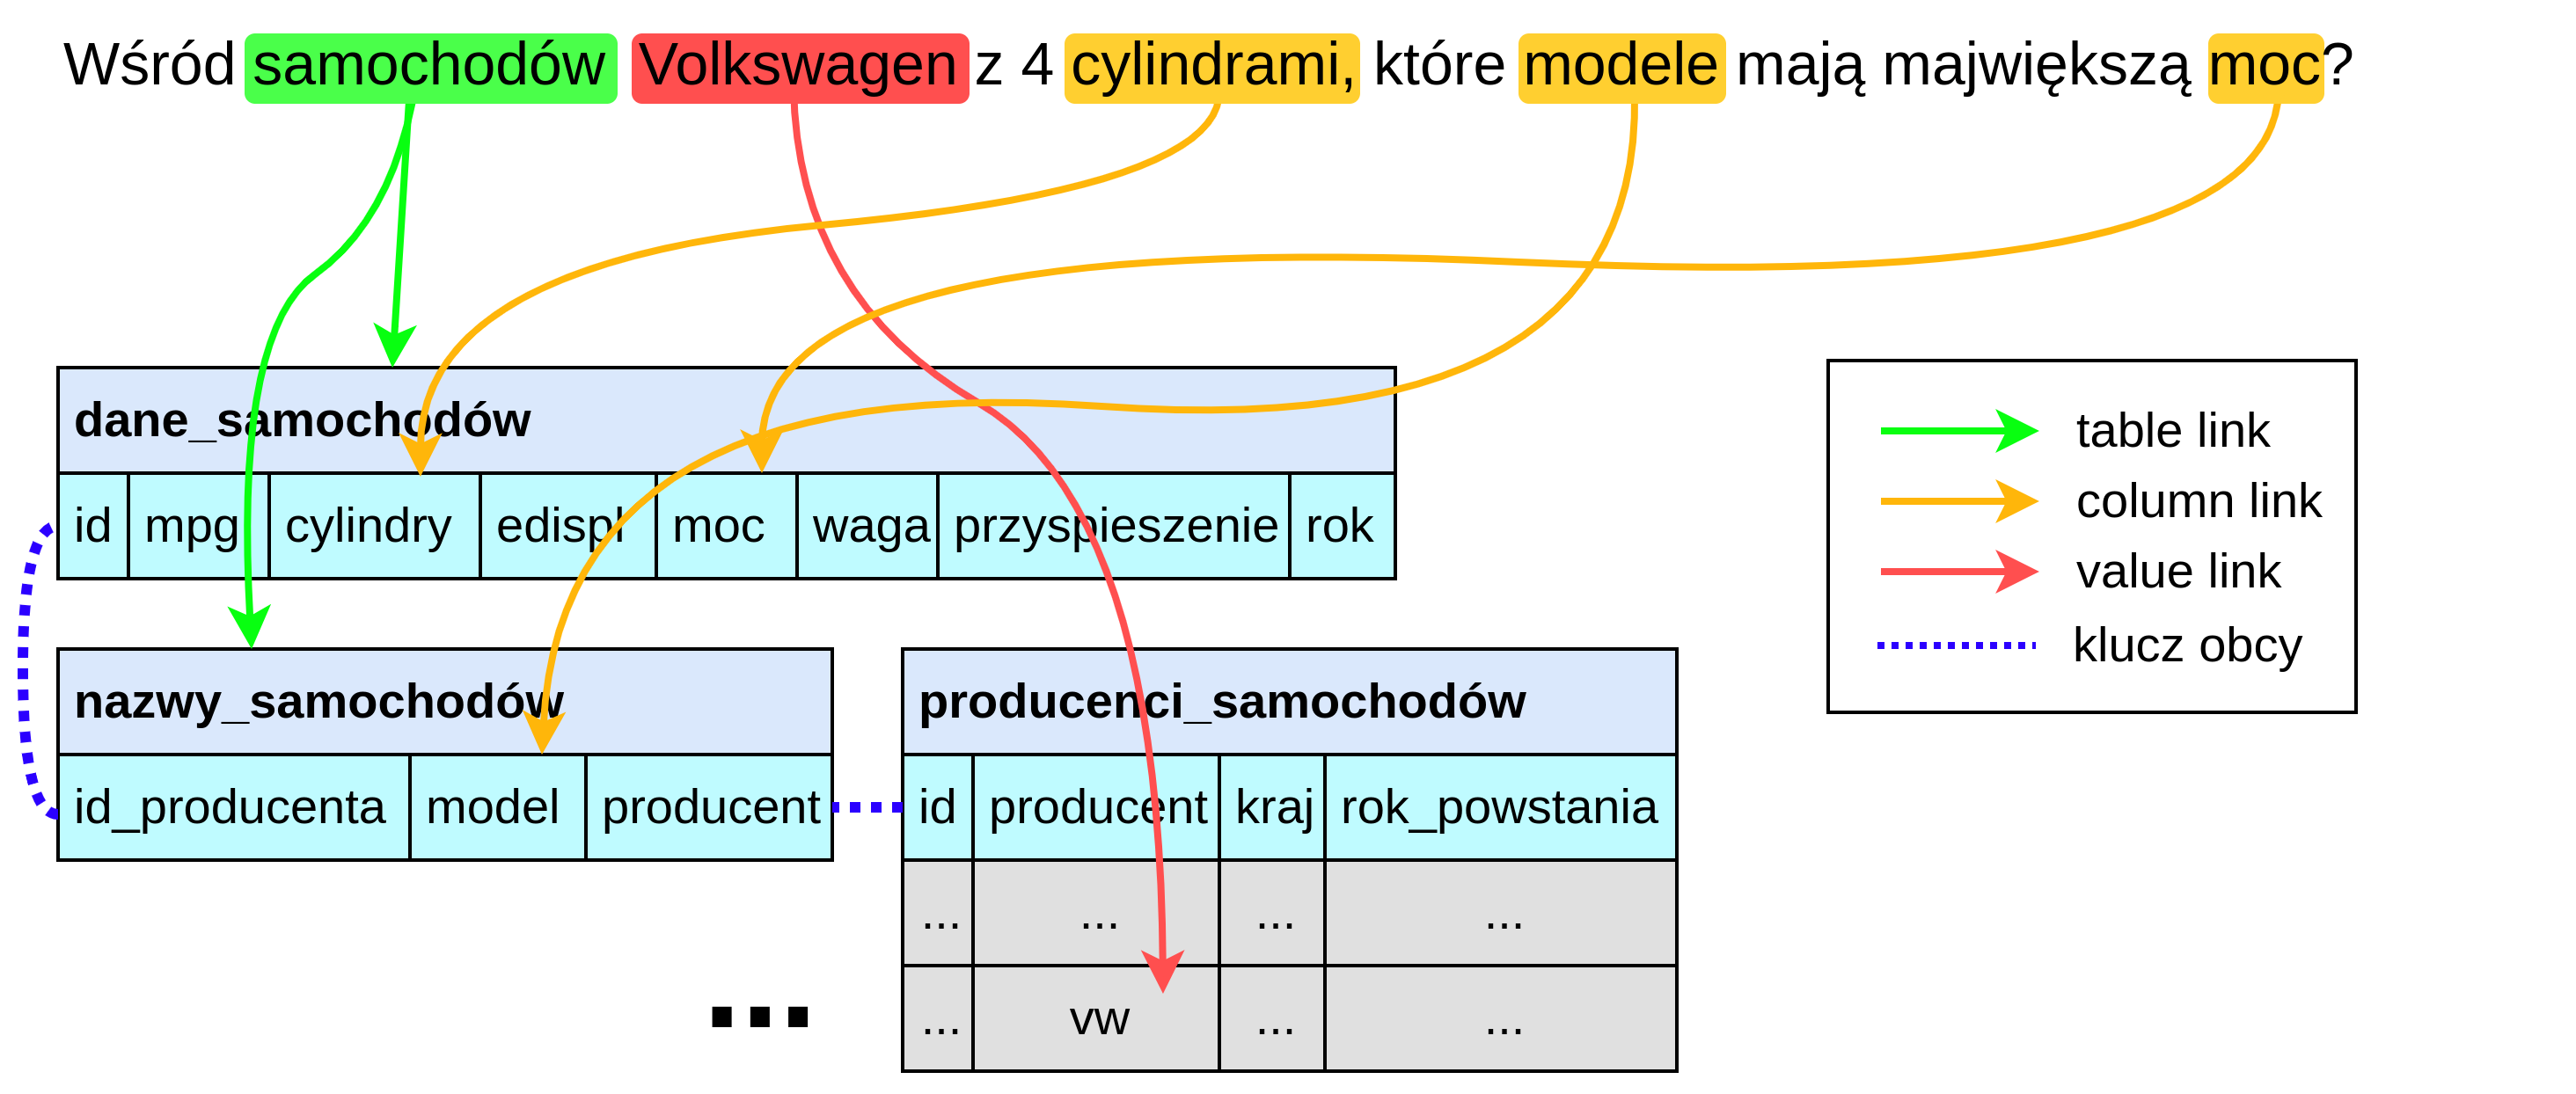 Wśród samochodów Volkswagen z 4 cylindrami, które modele mają majwiększą moc?
dane_samochodów
id mpg cylindry edispl moc waga przyspieszenie rok
table link
column link
value link
klucz obcy
nazwy_samochodów
id_producenta model producent
producenci_samochodów
id producent kraj rok_powstania
... ... ... ...
... vw ... ...
...